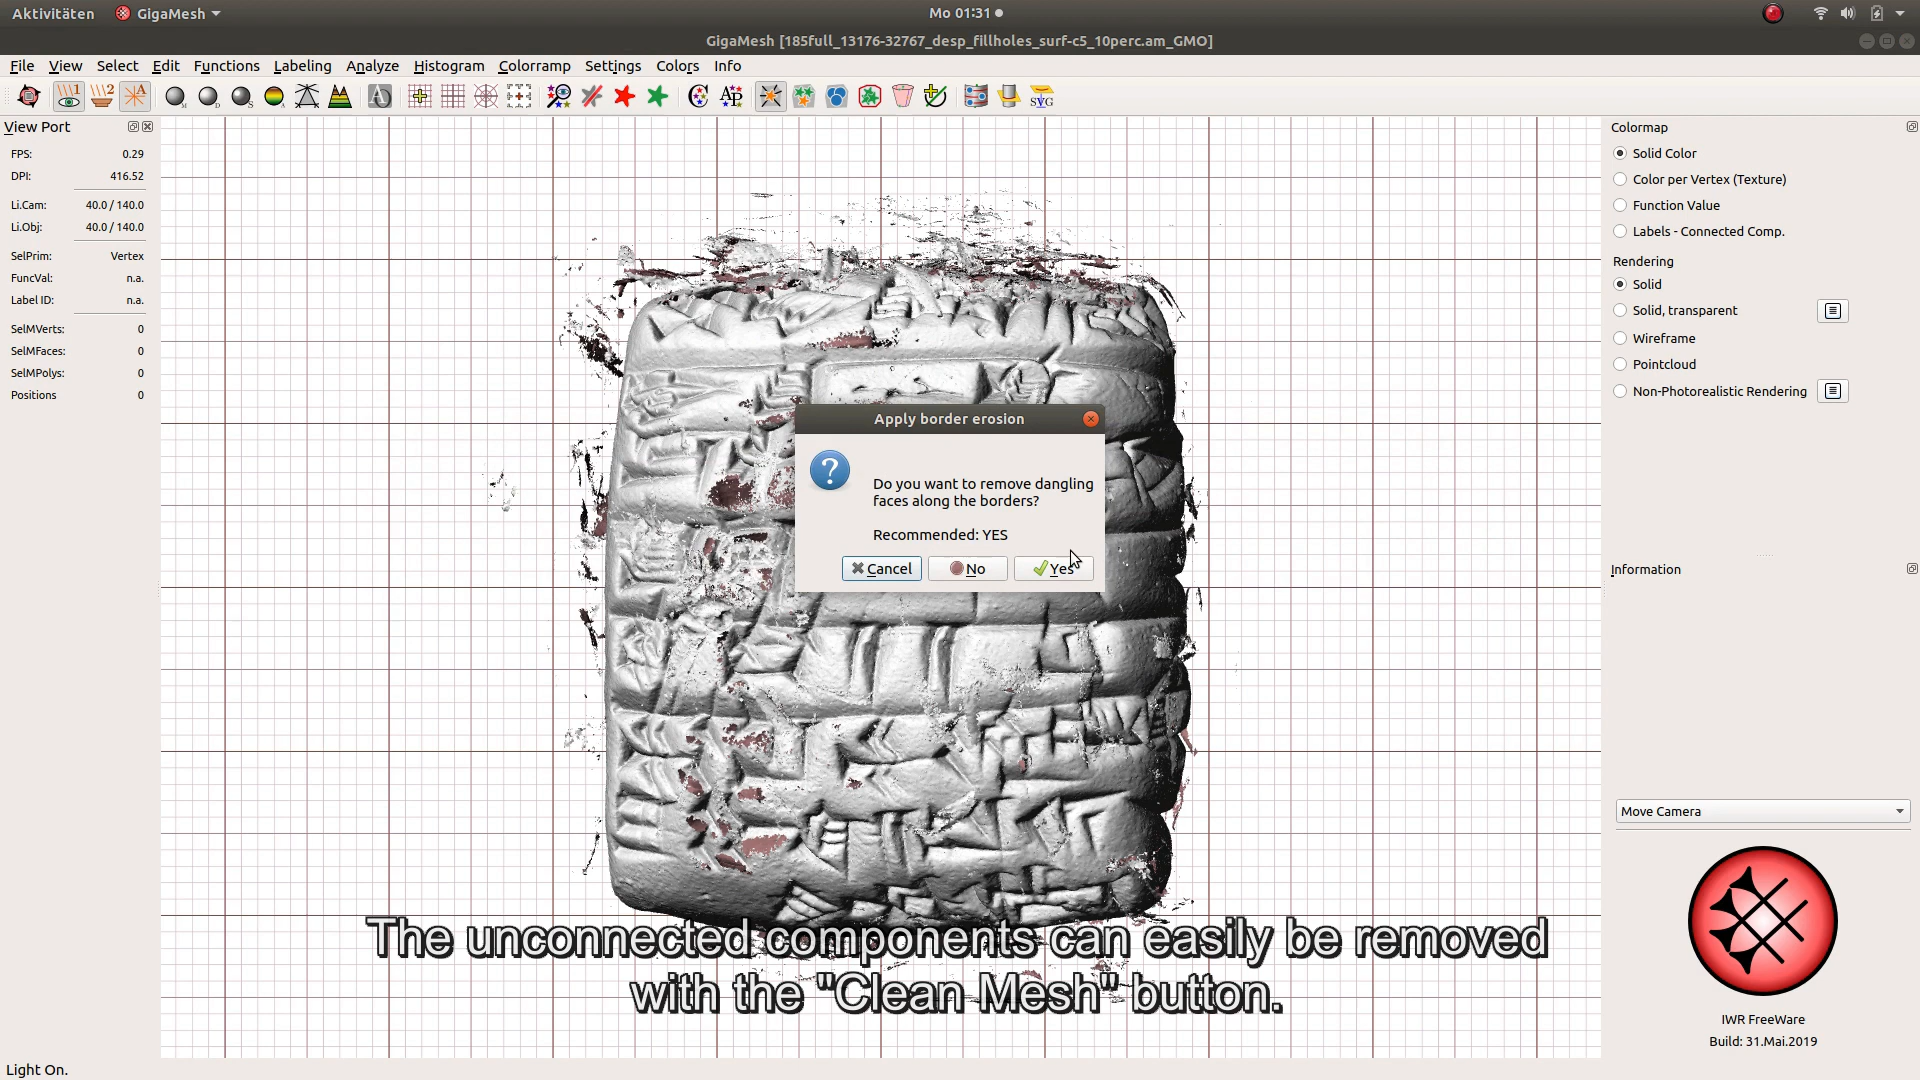 Aktivitäten
GigaMesh
Mo 01:31
GigaMesh [185full_13176-32767_desp_fillholes_surf-c5_10perc.am_GMO]
File View Select Edit Functions Labeling Analyze Histogram Colorramp Settings Colors Info
View Port
FPS: 0.29
DPI: 416.52
Li.Cam: 40.0 / 140.0
Li.Obj: 40.0 / 140.0
SelPrim: Vertex
FuncVal: n.a.
Label ID: n.a.
SelMVerts: 0
SelMFaces: 0
SelMPolys: 0
Positions 0
Apply border erosion
Do you want to remove dangling
faces along the borders?
Recommended: YES
Cancel No Yes
The unconnected components can easily be removed
with the "Clean Mesh" button.
Colormap
Solid Color
Color per Vertex (Texture)
Function Value
Labels - Connected Comp.
Rendering
Solid
Solid, transparent
Wireframe
Pointcloud
Non-Photorealistic Rendering
Information
Move Camera
IWR FreeWare
Build: 31.Mai.2019
Light On.